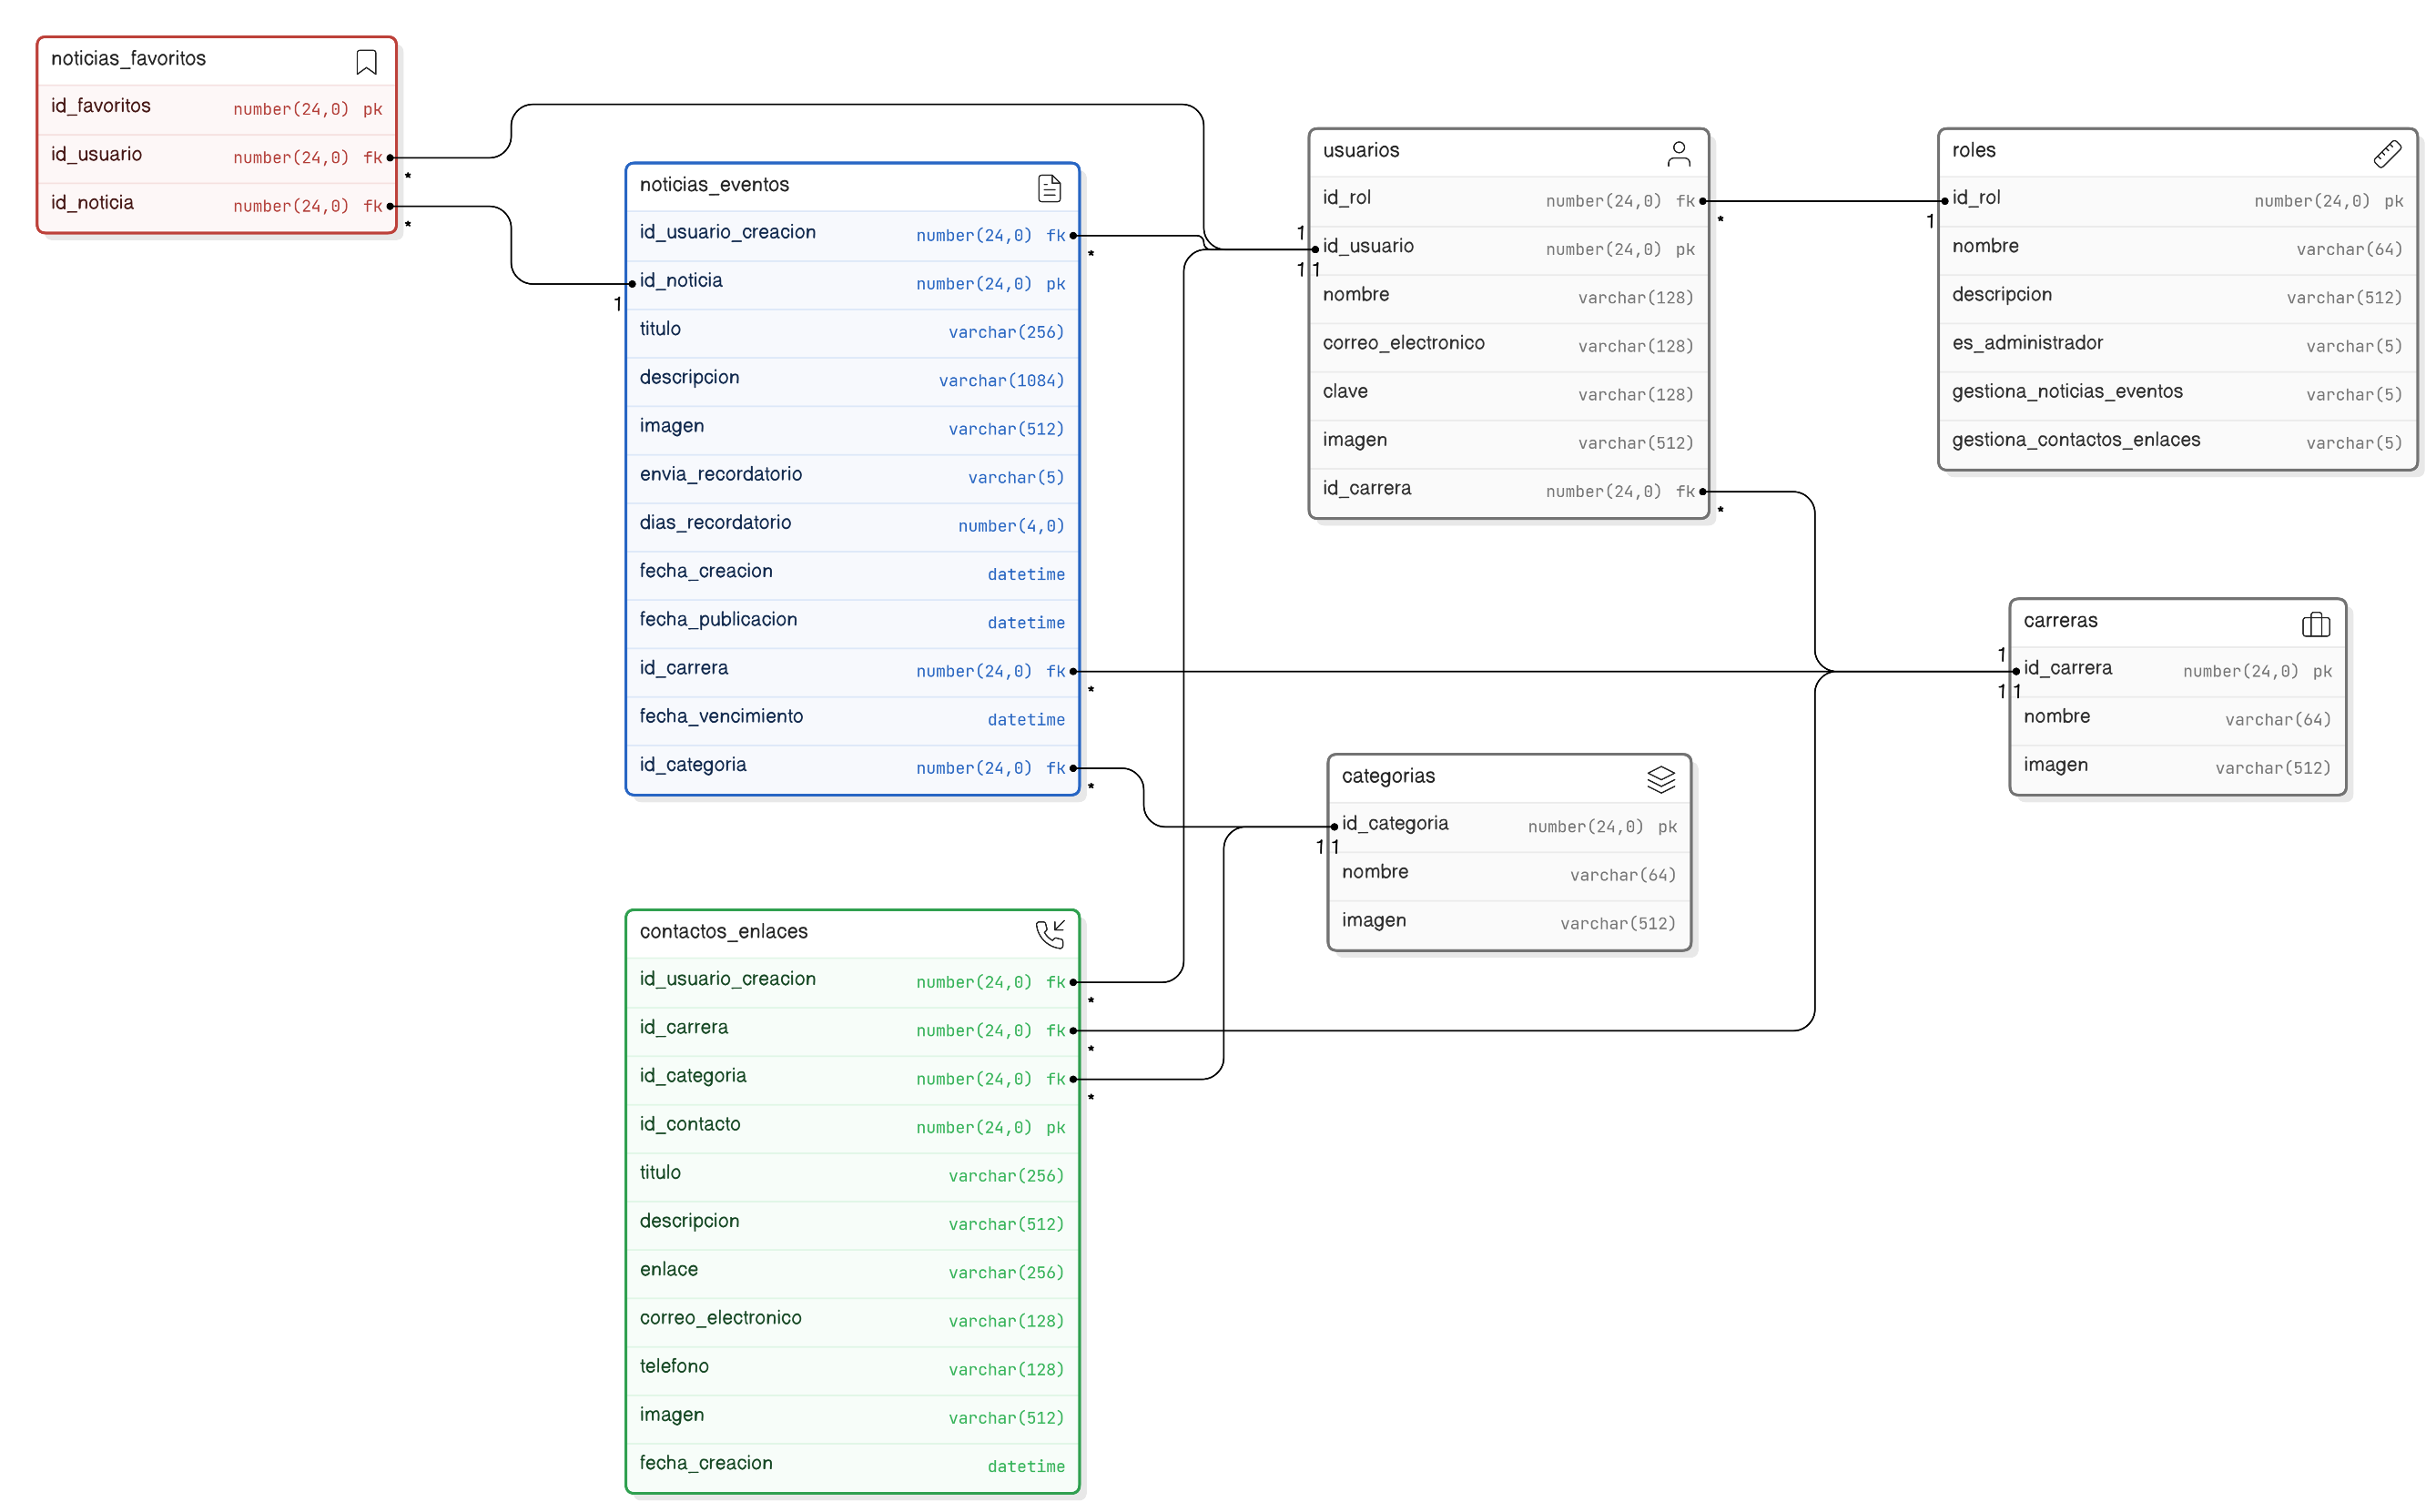 noticias_favoritos
id_favoritos number(24,0) pk
id_usuario number(24,0) fk
*
id_noticia number(24,0) fk
*
noticias_eventos
id_usuario_creacion number(24,0) fk
*
id_noticia number(24,0) pk
1
titulo varchar(256)
descripcion varchar(1084)
imagen varchar(512)
envia_recordatorio varchar(5)
dias_recordatorio number(4,0)
fecha_creacion datetime
fecha_publicacion datetime
id_carrera number(24,0) fk
*
fecha_vencimiento datetime
id_categoria number(24,0) fk
*
contactos_enlaces
id_usuario_creacion number(24,0) fk
*
id_carrera number(24,0) fk
*
id_categoria number(24,0) fk
*
id_contacto number(24,0) pk
titulo varchar(256)
descripcion varchar(512)
enlace varchar(256)
correo_electronico varchar(128)
telefono varchar(128)
imagen varchar(512)
fecha_creacion datetime
usuarios
id_rol number(24,0) fk
*
1
id_usuario number(24,0) pk
1 1
nombre varchar(128)
correo_electronico varchar(128)
clave varchar(128)
imagen varchar(512)
id_carrera number(24,0) fk
*
categorias
id_categoria number(24,0) pk
1 1
nombre varchar(64)
imagen varchar(512)
roles
id_rol number(24,0) pk
1
nombre varchar(64)
descripcion varchar(512)
es_administrador varchar(5)
gestiona_noticias_eventos varchar(5)
gestiona_contactos_enlaces varchar(5)
carreras
1
id_carrera number(24,0) pk
1 1
nombre varchar(64)
imagen varchar(512)